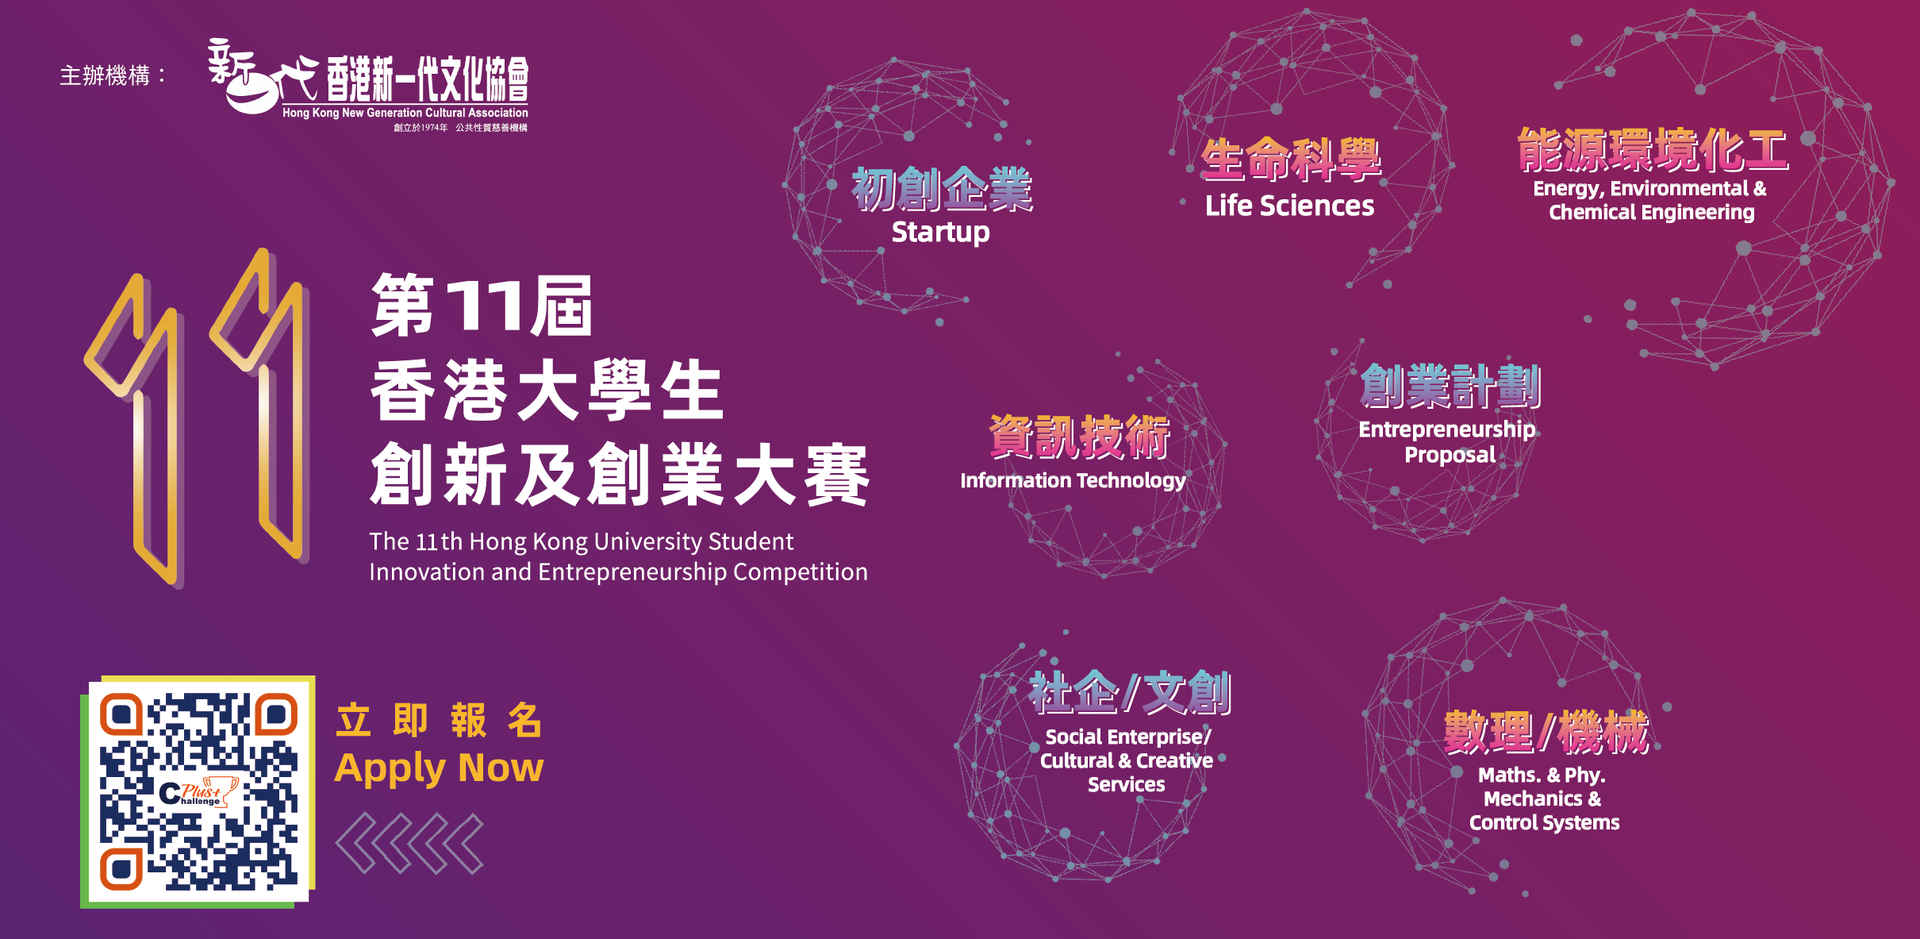 主辦機構：
新一代
香港新一代文化協會
Hong Kong New Generation Cultural Association
創立於1974年 公共性質慈善機構
第11屆
香港大學生
創新及創業大賽
The 11th Hong Kong University Student
Innovation and Entrepreneurship Competition
立即報名
Apply Now
C Plus+
Challenge
初創企業
Startup
生命科學
Life Sciences
能源環境化工
Energy, Environmental &
Chemical Engineering
資訊技術
Information Technology
創業計劃
Entrepreneurship
Proposal
社企/文創
Social Enterprise/
Cultural & Creative
Services
數理/機械
Maths. & Phy.
Mechanics &
Control Systems